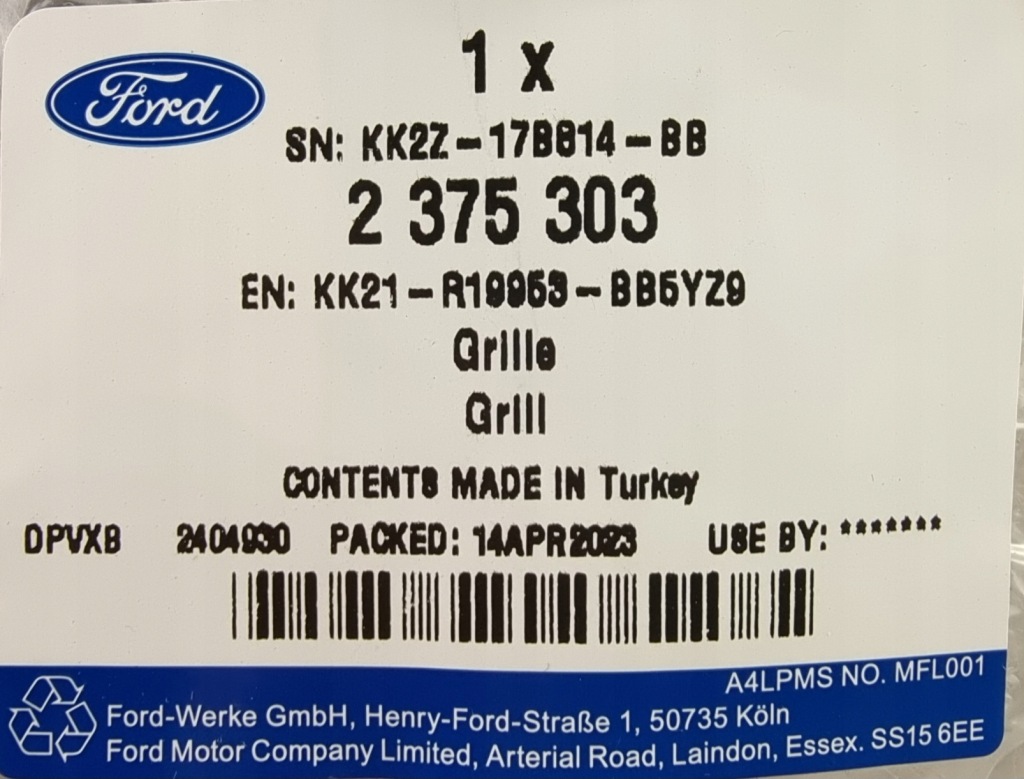 Ford
1 x
SN: KK2Z-17B814-BB
2 375 303
EN: KK21-R19953-BB5YZ9
Grille
Grill
CONTENTS MADE IN Turkey
DPVXB 2404930 PACKED: 14APR2023 USE BY: *******
A4LPMS NO. MFL001
Ford-Werke GmbH, Henry-Ford-Straße 1, 50735 Köln
Ford Motor Company Limited, Arterial Road, Laindon, Essex. SS15 6EE